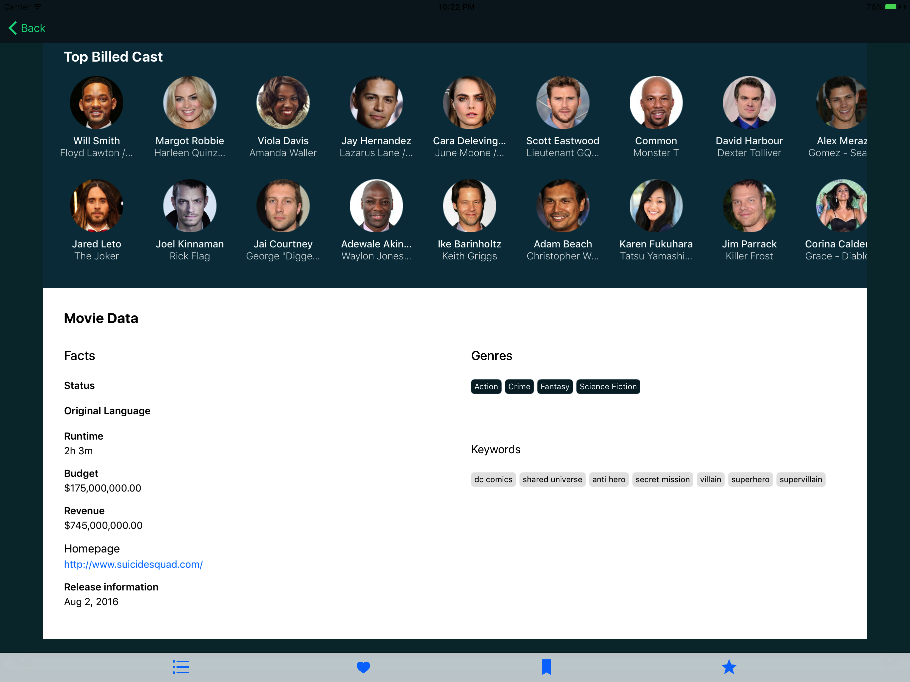 Carrier 10:22 PM 75%
Back
Top Billed Cast
Will Smith Margot Robbie Viola Davis Jay Hernandez Cara Deleving... Scott Eastwood Common David Harbour Alex Meraz
Floyd Lawton /... Harleen Quinz... Amanda Waller Lazarus Lane /... June Moone /... Lieutenant GQ... Monster T Dexter Tolliver Gomez - Sea
Jared Leto Joel Kinnaman Jai Courtney Adewale Akin... Ike Barinholtz Adam Beach Karen Fukuhara Jim Parrack Corina Calder
The Joker Rick Flag George "Digge... Waylon Jones... Keith Griggs Christopher W... Tatsu Yamashi... Killer Frost Grace - Diablo
Movie Data
Facts
Status
Original Language
Runtime
2h 3m
Budget
$175,000,000.00
Revenue
$745,000,000.00
Homepage
http://www.suicidesquad.com/
Release information
Aug 2, 2016
Genres
Action Crime Fantasy Science Fiction
Keywords
dc comics shared universe anti hero secret mission villain superhero supervillain